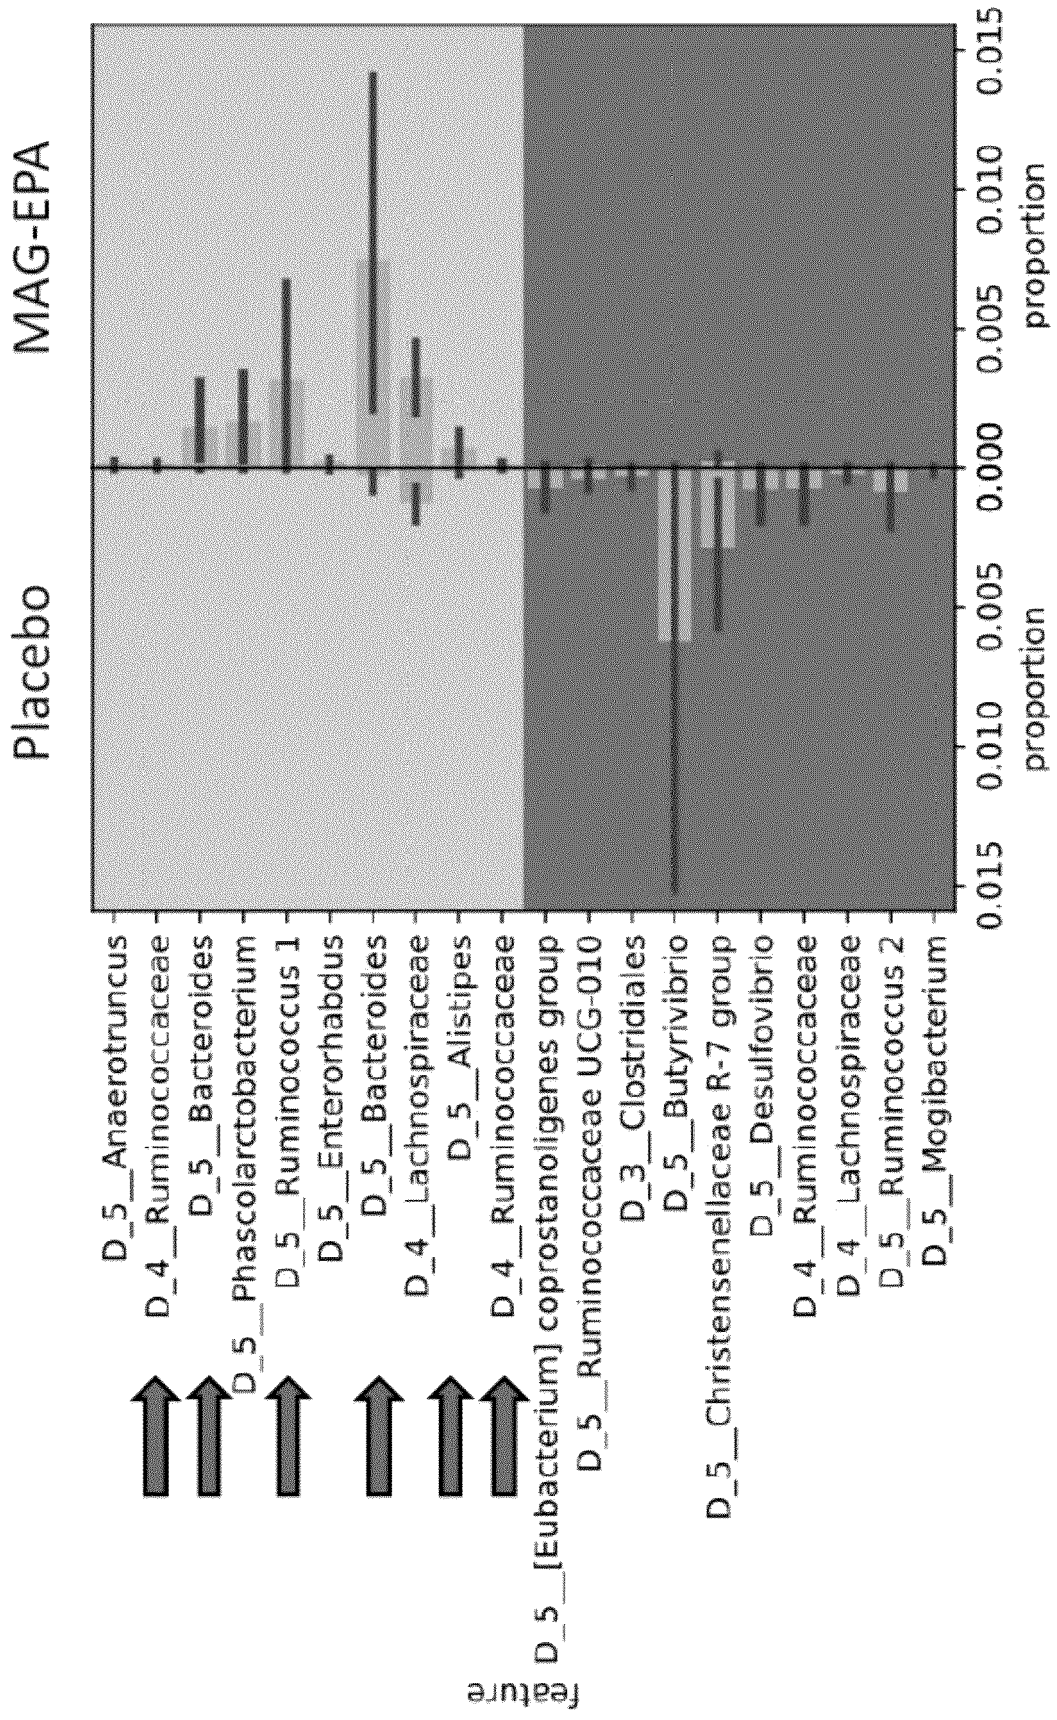 Placebo
MAG-EPA
feature
D_5__Anaerotruncus
D_4__Ruminococcaceae
D_5__Bacteroides
D_5__Phascolarctobacterium
D_5__Ruminococcus 1
D_5__Enterorhabdus
D_5__Bacteroides
D_4__Lachnospiraceae
D_5__Alistipes
D_4__Ruminococcaceae
D_5__[Eubacterium] coprostanoligenes group
D_5__Ruminococcaceae UCG-010
D_3__Clostridiales
D_5__Butyrivibrio
D_5__Christensenellaceae R-7 group
D_5__Desulfovibrio
D_4__Ruminococcaceae
D_4__Lachnospiraceae
D_5__Ruminococcus 2
D_5__Mogibacterium
0.015 0.010 0.005 0.000 0.005 0.010 0.015
proportion
proportion